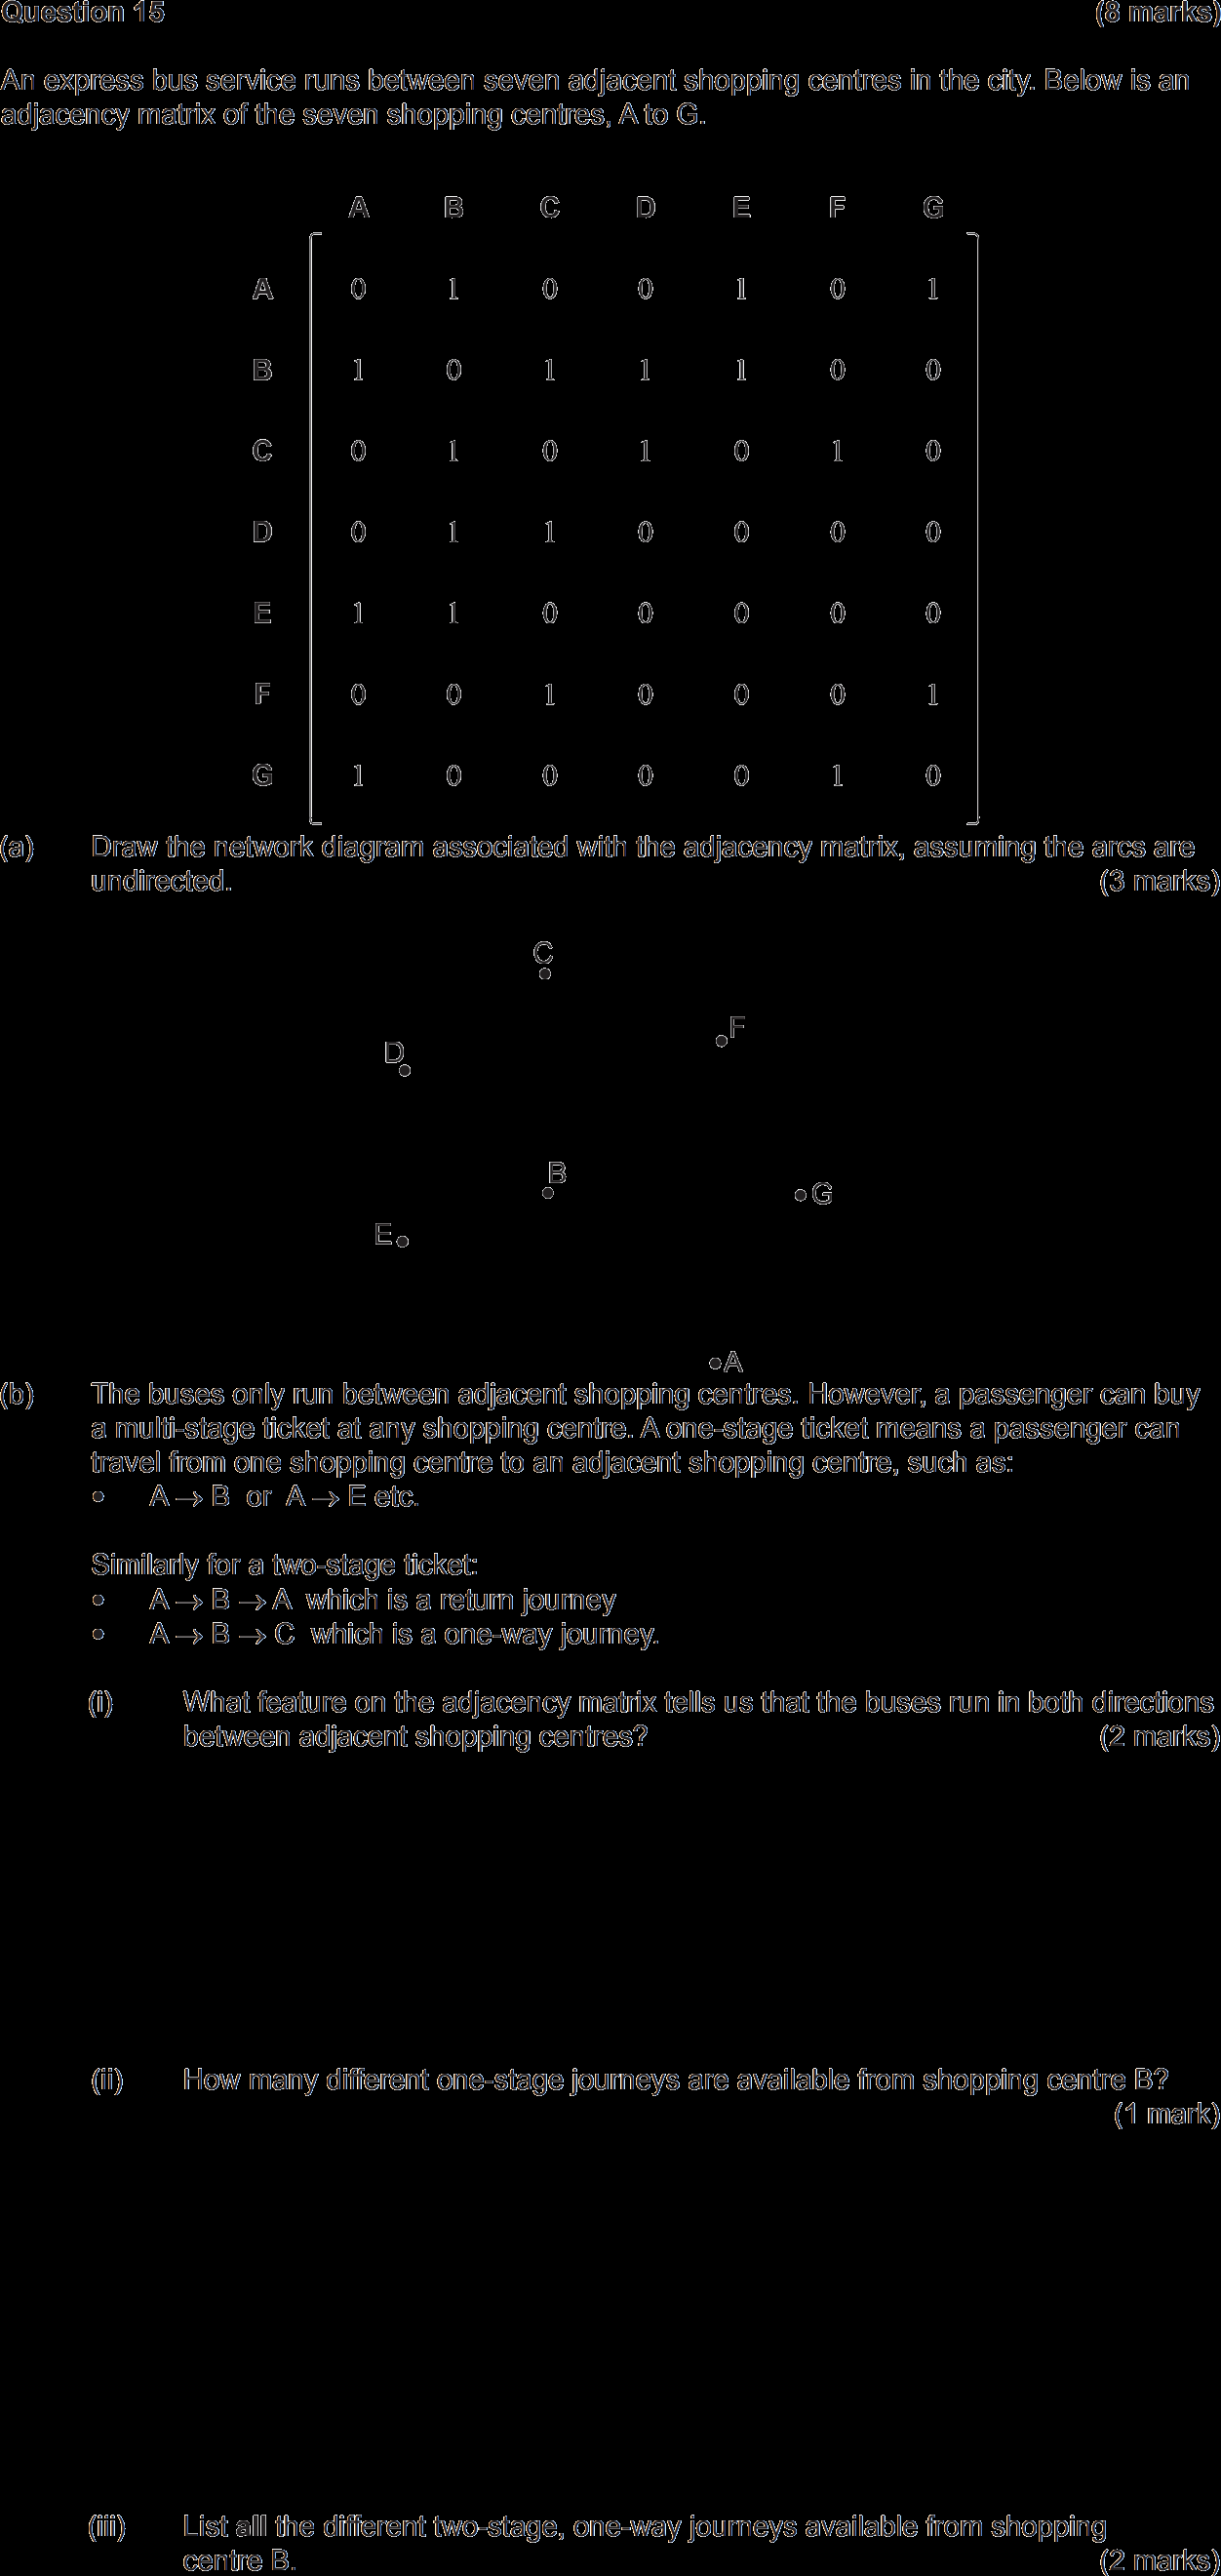 Question 15 (8 marks)
An express bus service runs between seven adjacent shopping centres in the city. Below is an
adjacency matrix of the seven shopping centres, A to G.
A B C D E F G
A 0 1 0 0 1 0 1
B 1 0 1 1 1 0 0
C 0 1 0 1 0 1 0
D 0 1 1 0 0 0 0
E 1 1 0 0 0 0 0
F 0 0 1 0 0 0 1
G 1 0 0 0 0 1 0
(a) Draw the network diagram associated with the adjacency matrix, assuming the arcs are
undirected. (3 marks)
C
F
D
B
G
E
A
(b) The buses only run between adjacent shopping centres. However, a passenger can buy
a multi-stage ticket at any shopping centre. A one-stage ticket means a passenger can
travel from one shopping centre to an adjacent shopping centre, such as:
• A → B or A → E etc.
Similarly for a two-stage ticket:
• A → B → A which is a return journey
• A → B → C which is a one-way journey.
(i) What feature on the adjacency matrix tells us that the buses run in both directions
between adjacent shopping centres? (2 marks)
(ii) How many different one-stage journeys are available from shopping centre B?
(1 mark)
(iii) List all the different two-stage, one-way journeys available from shopping
centre B. (2 marks)